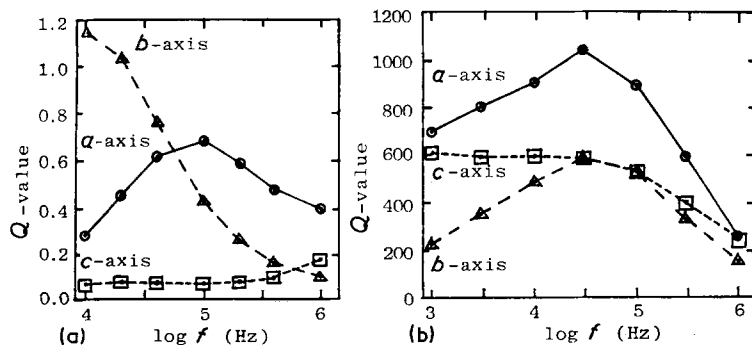 1.2
1.0
0.8
0.6
0.4
0.2
0.0
Q-value
b-axis
a-axis
c-axis
4 5 6
(a) log f (Hz)
1200
1000
800
600
400
200
0
Q-value
a-axis
c-axis
b-axis
3 4 5 6
(b) log f (Hz)